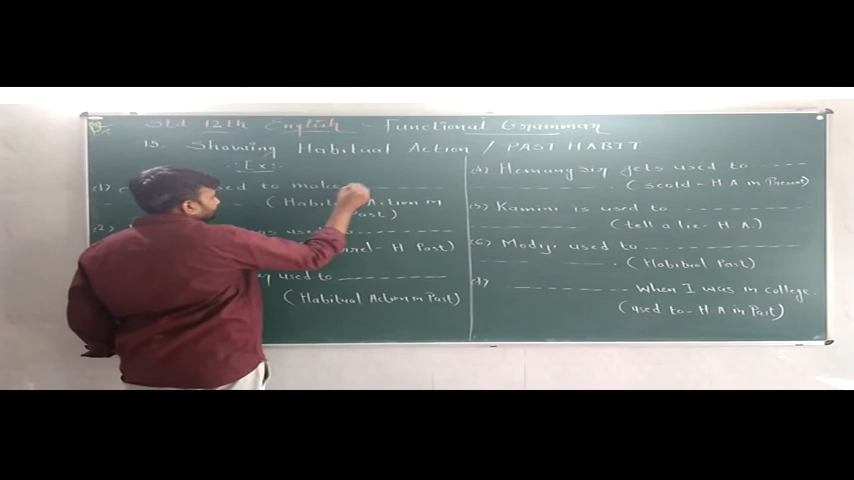 Std 12th English :- Functional Grammar
15. Showing Habitual Action / PAST HABIT
:- Ex :-
(1) used to make
(Habitual Action in
Past)
(2) used to
- H Past)
used to
(Habitual Action in Past)
(4) gets used to
(scold - H A in Present)
(5) Kamini is used to
(tell a lie - H A.)
(6) Modiji used to
(Habitual Past)
(7) when I was in college.
(used to - H A in Past)